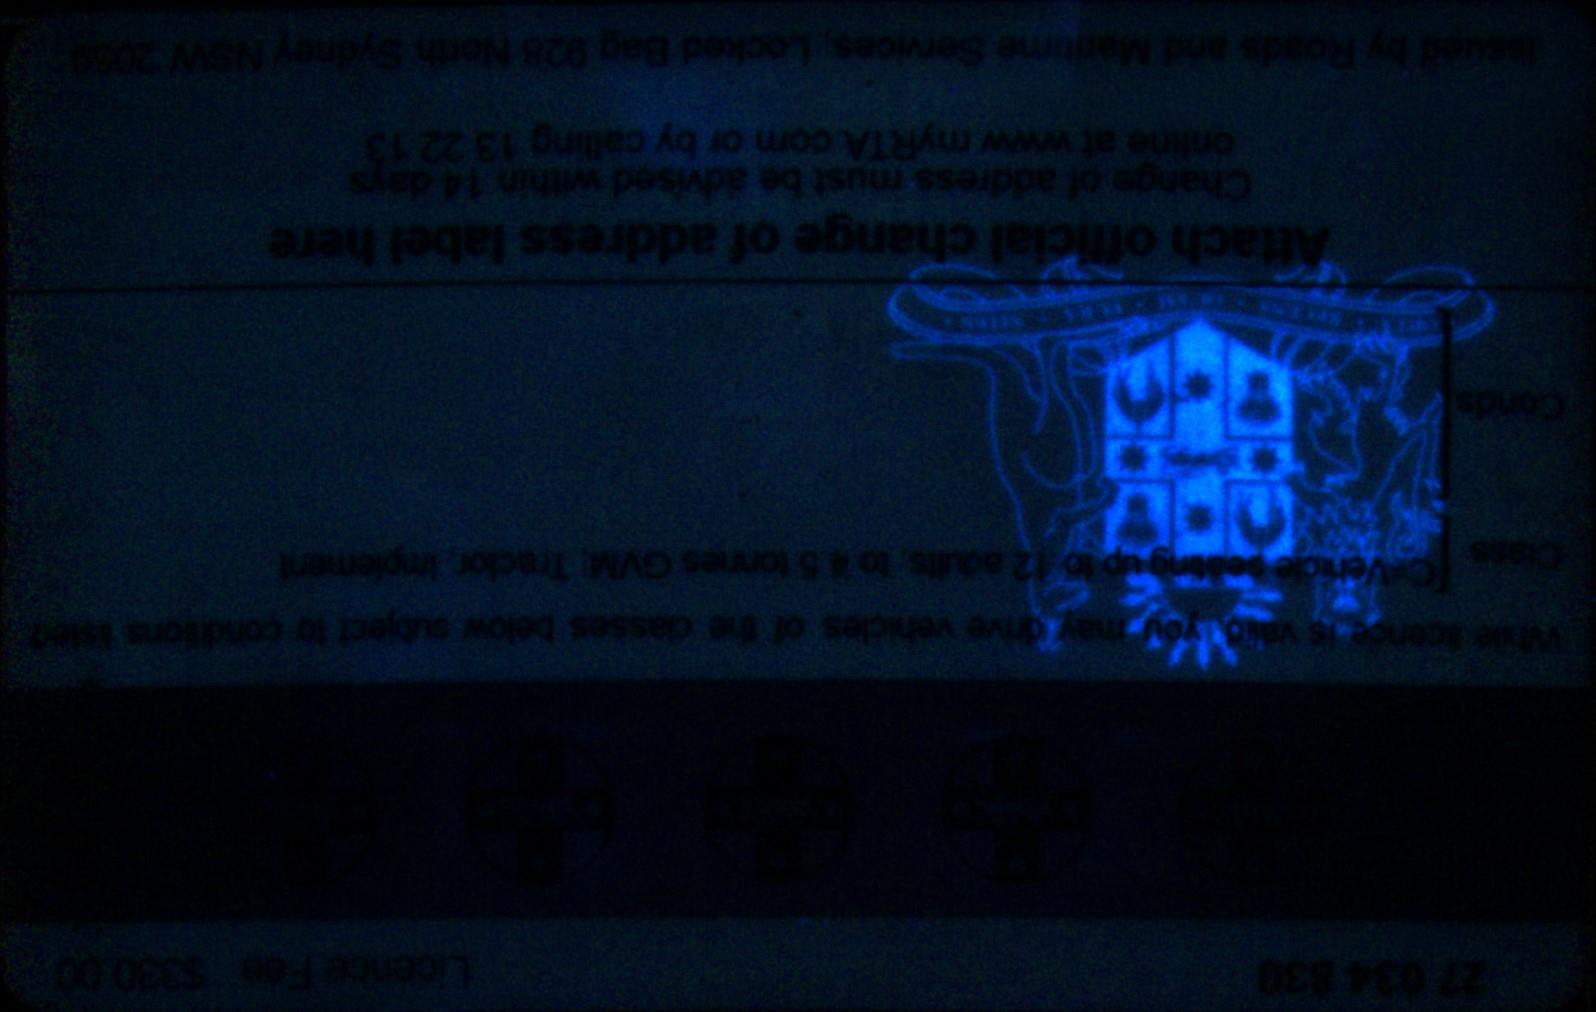 27 034 830 Licence Fee $330.00
While licence is valid, you may drive vehicles of the classes below subject to conditions listed
Class [C=Vehicle seating up to 12 adults, to 4.5 tonnes GVM; Tractor; Implement
Conds
Attach official change of address label here
Change of address must be advised within 14 days
online at www.myRTA.com or by calling 13 22 13
Issued by Roads and Maritime Services, Locked Bag 928 North Sydney NSW 2059